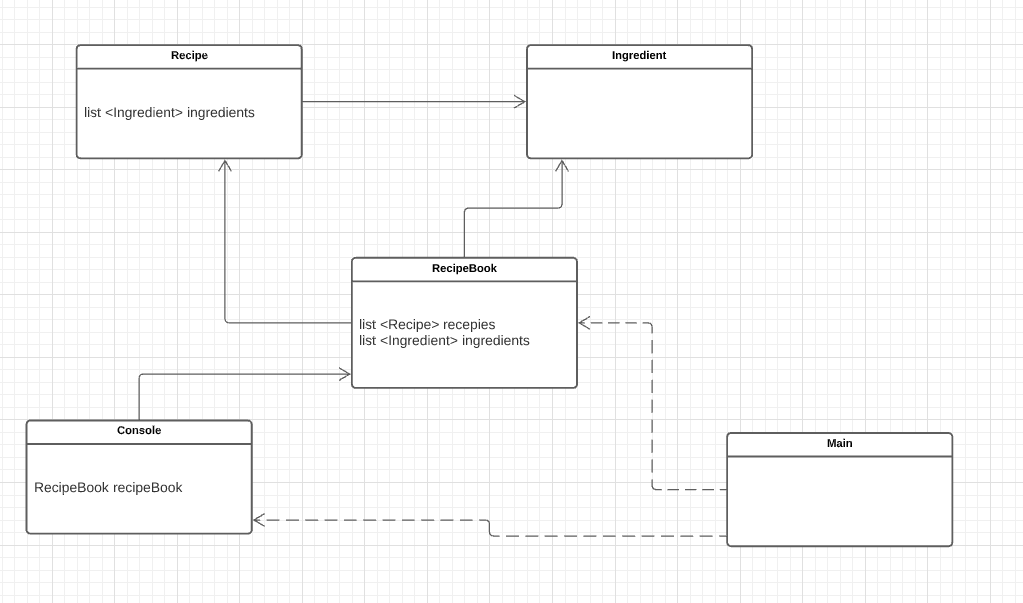 Recipe
list <Ingredient> ingredients
Ingredient
RecipeBook
list <Recipe> recepies
list <Ingredient> ingredients
Console
RecipeBook recipeBook
Main